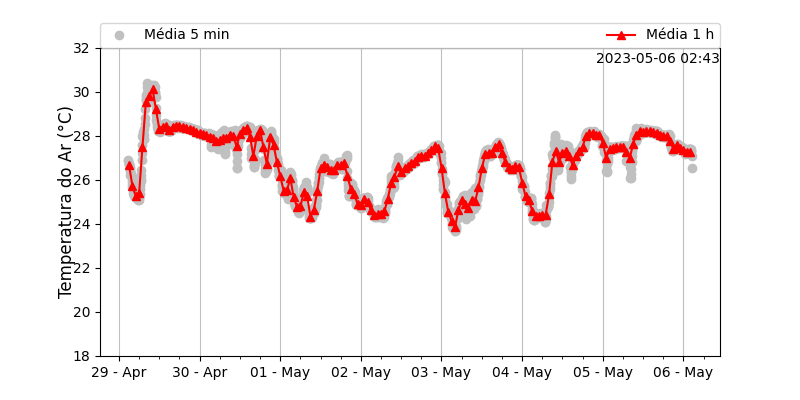 Média 5 min
Média 1 h
2023-05-06 02:43
Temperatura do Ar (°C)
32
30
28
26
24
22
20
18
29 - Apr
30 - Apr
01 - May
02 - May
03 - May
04 - May
05 - May
06 - May